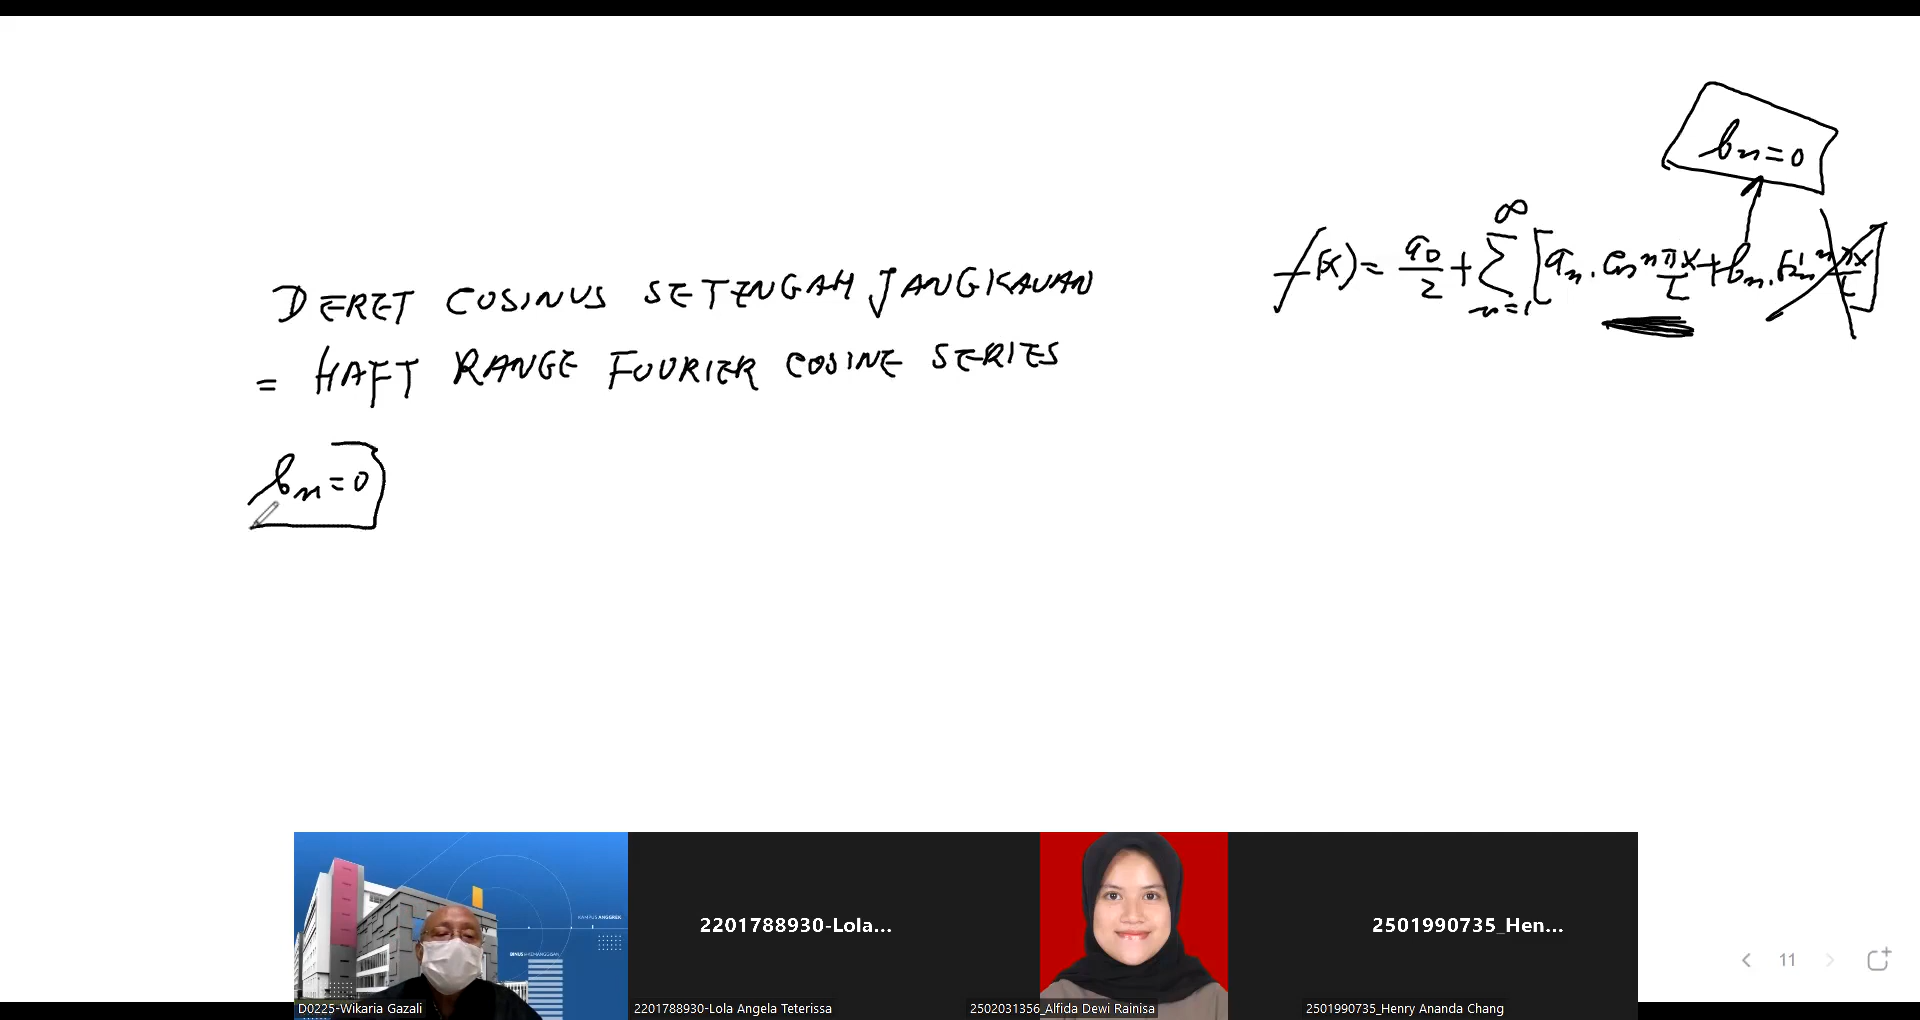 bn=0
f(x)= a0/2 + ∞ Σ n=1 [an. cos nπx/L + bn. sin nπx/L]
DERET COSINUS SETENGAH JANGKAUAN
= HAFT RANGE FOURIER COSINE SERIES
bn=0
KAMPUS ANGGREK
2201788930-Lola...
2501990735_Hen...
11
D0225-Wikaria Gazali
2201788930-Lola Angela Teterissa
2502031356_Alfida Dewi Rainisa
2501990735_Henry Ananda Chang